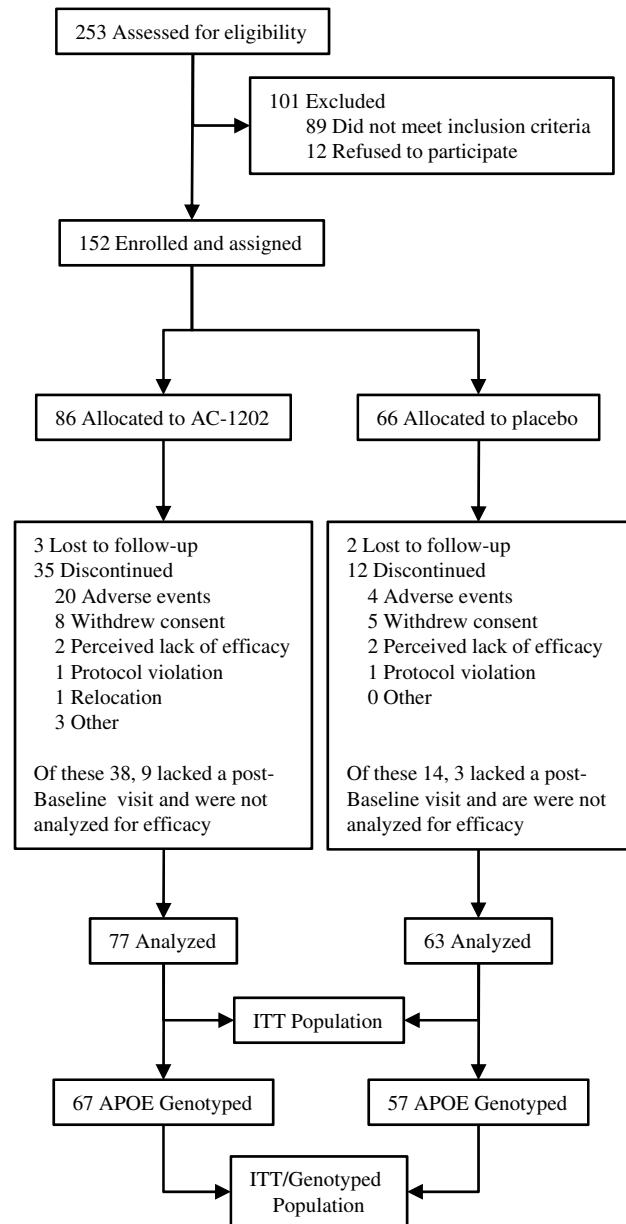 253 Assessed for eligibility
101 Excluded
89 Did not meet inclusion criteria
12 Refused to participate
152 Enrolled and assigned
86 Allocated to AC-1202
66 Allocated to placebo
3 Lost to follow-up
35 Discontinued
20 Adverse events
8 Withdrew consent
2 Perceived lack of efficacy
1 Protocol violation
1 Relocation
3 Other
Of these 38, 9 lacked a post-
Baseline visit and were not
analyzed for efficacy
2 Lost to follow-up
12 Discontinued
4 Adverse events
5 Withdrew consent
2 Perceived lack of efficacy
1 Protocol violation
0 Other
Of these 14, 3 lacked a post-
Baseline visit and are were not
analyzed for efficacy
77 Analyzed
63 Analyzed
ITT Population
67 APOE Genotyped
57 APOE Genotyped
ITT/Genotyped
Population